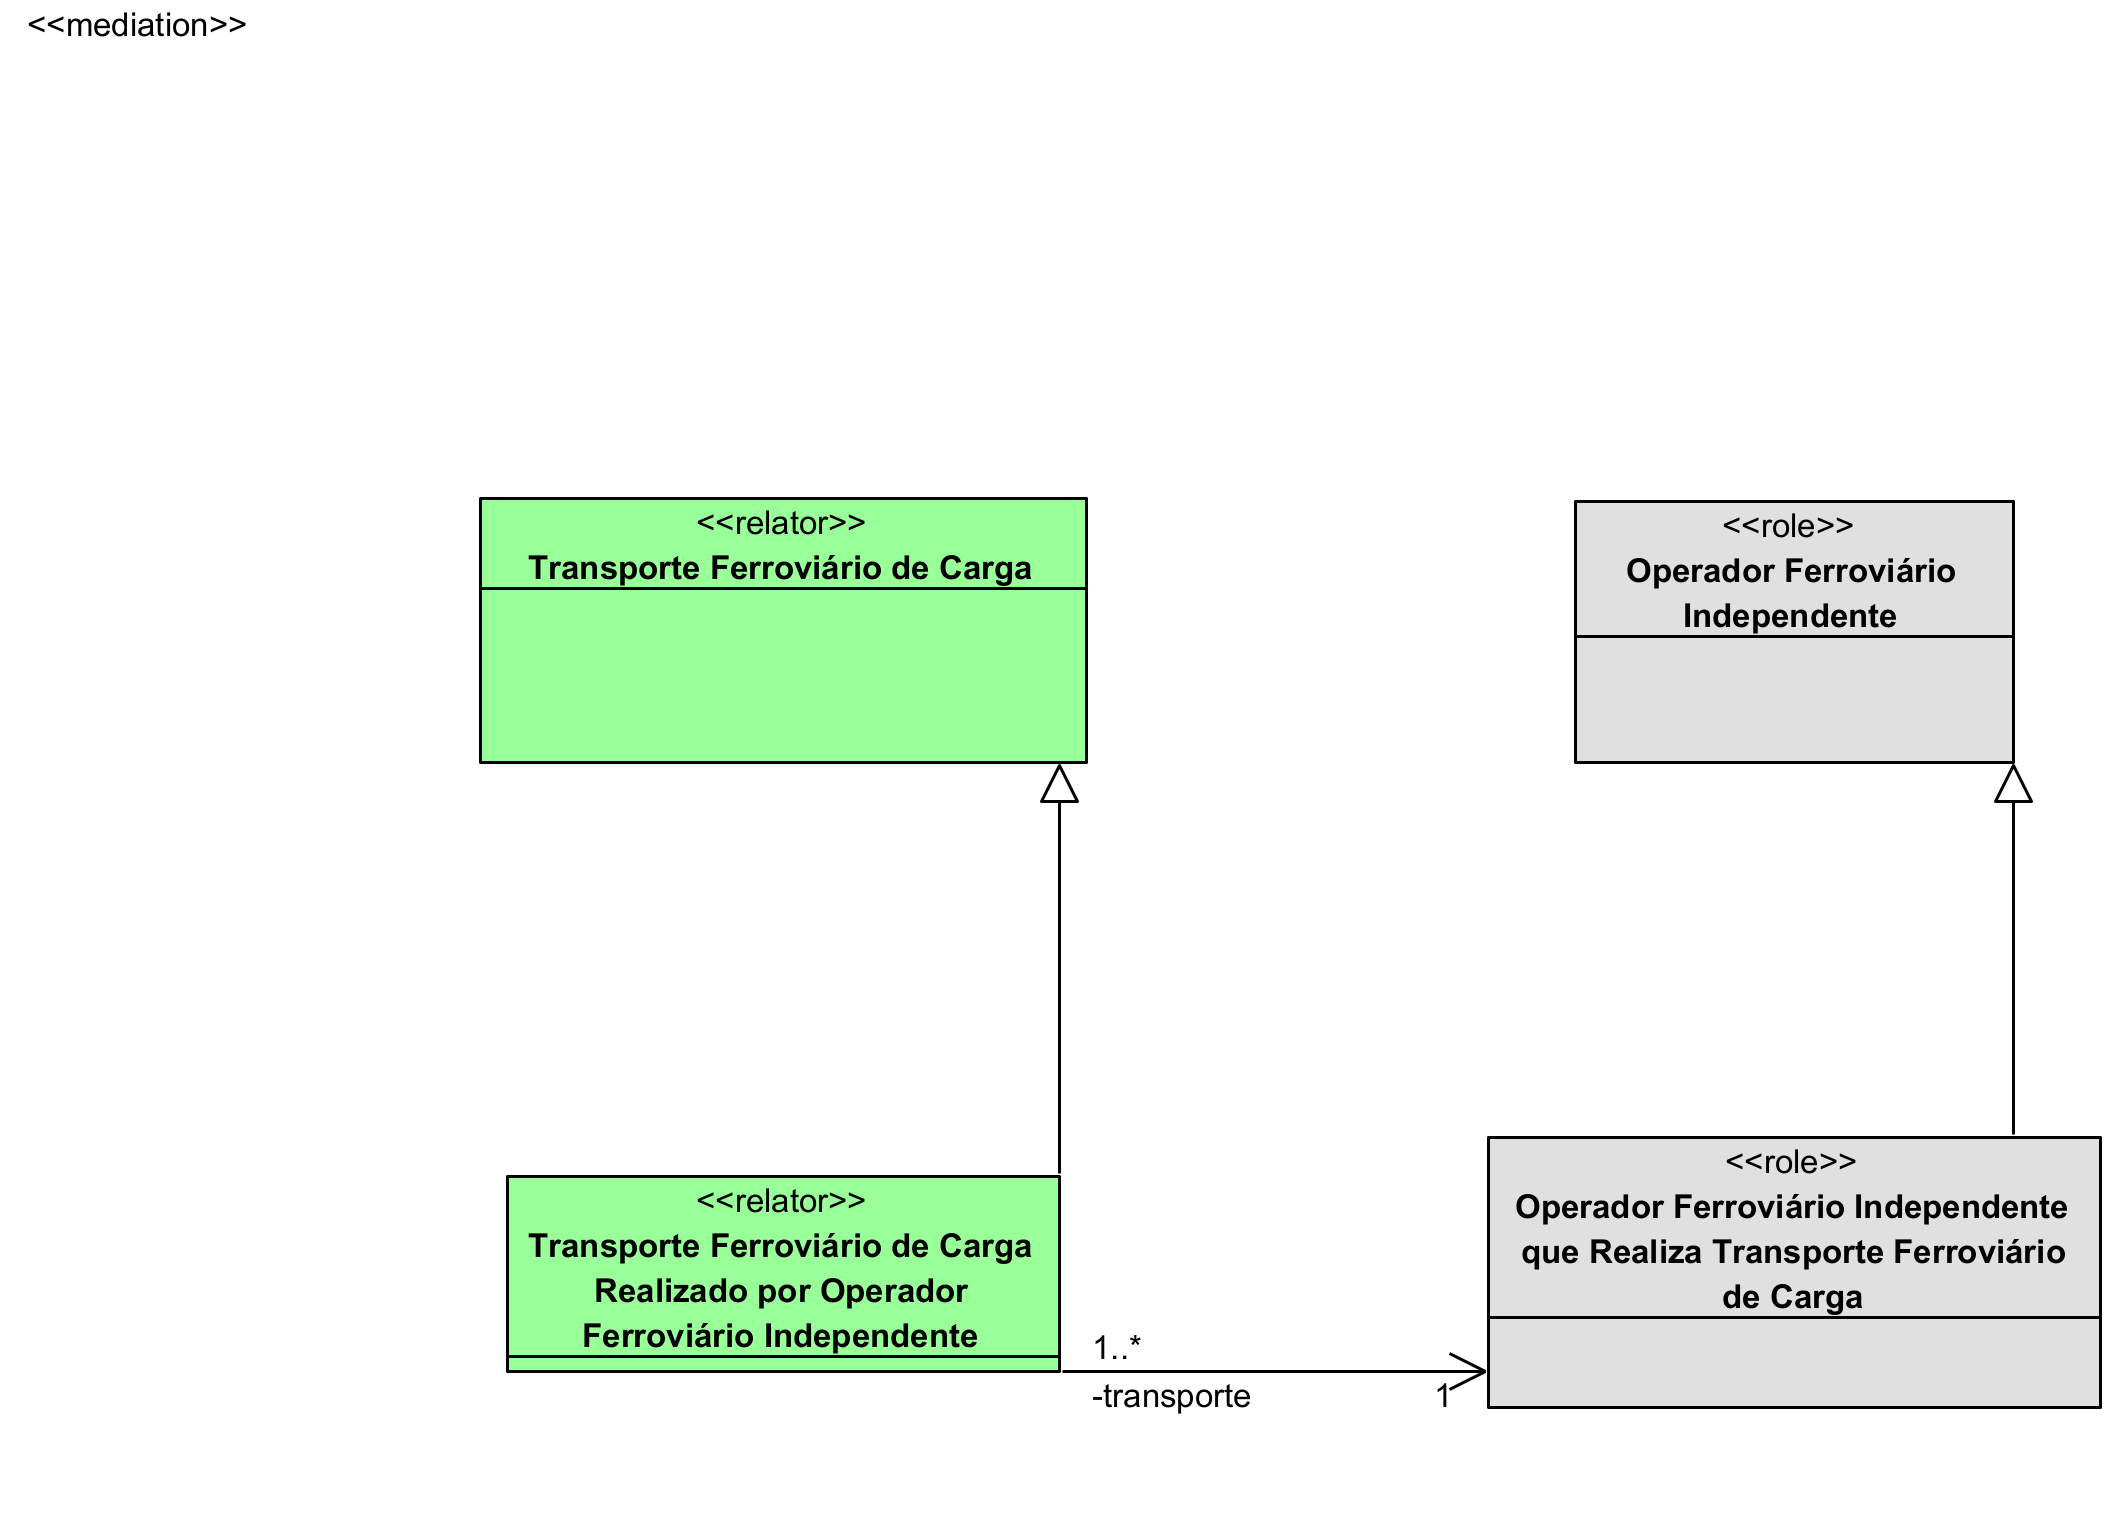 <<mediation>>
<<relator>>
Transporte Ferroviário de Carga
<<role>>
Operador Ferroviário
Independente
<<relator>>
Transporte Ferroviário de Carga
Realizado por Operador
Ferroviário Independente
<<role>>
Operador Ferroviário Independente
que Realiza Transporte Ferroviário
de Carga
1..*
-transporte
1